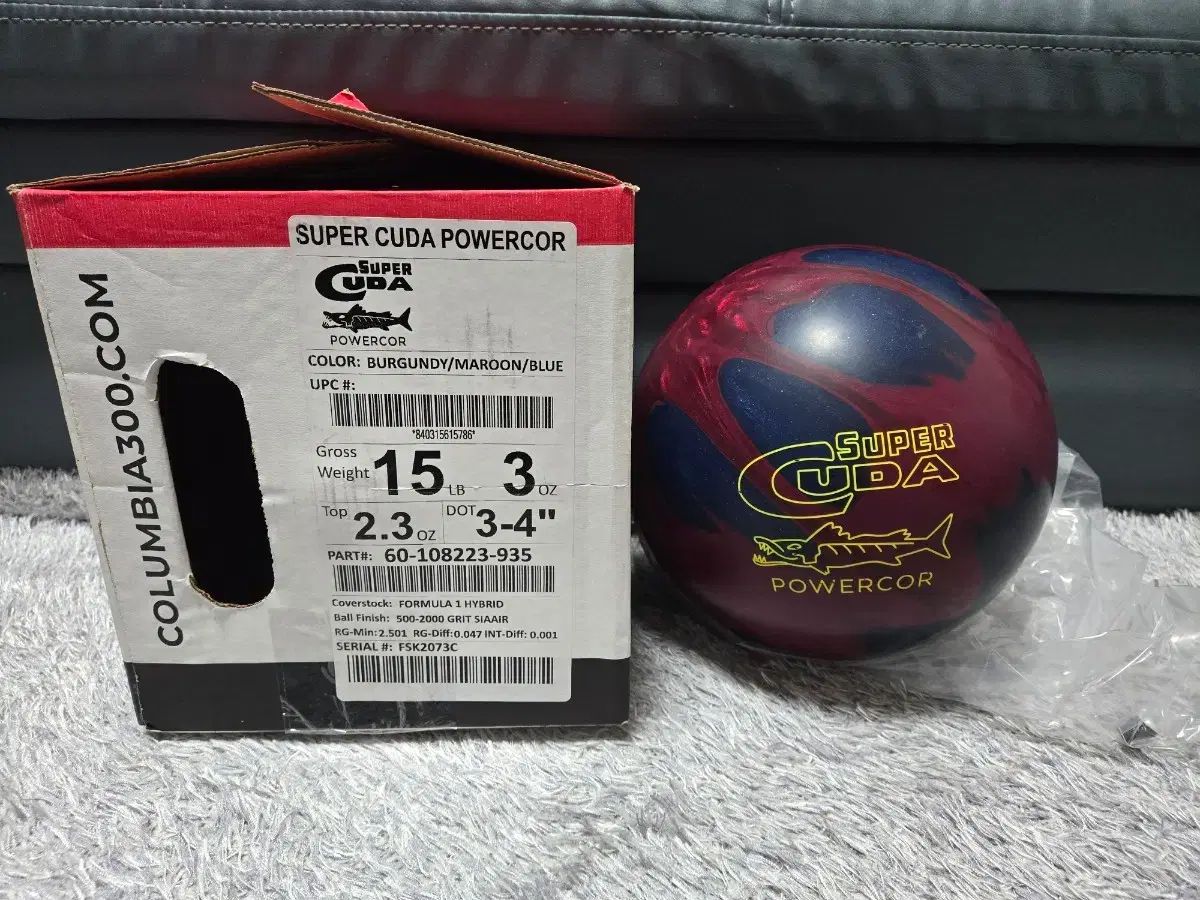 COLUMBIA300.COM
SUPER CUDA POWERCOR
SUPER
CUDA
POWERCOR
COLOR: BURGUNDY/MAROON/BLUE
UPC #:
*840315615786*
Gross
Weight 15 LB 3 OZ
Top 2.3 OZ DOT 3-4"
PART#: 60-108223-935
Coverstock: FORMULA 1 HYBRID
Ball Finish: 500-2000 GRIT SIAAIR
RG-Min: 2.501 RG-Diff: 0.047 INT-Diff: 0.001
SERIAL #: FSK2073C
SUPER
CUDA
POWERCOR